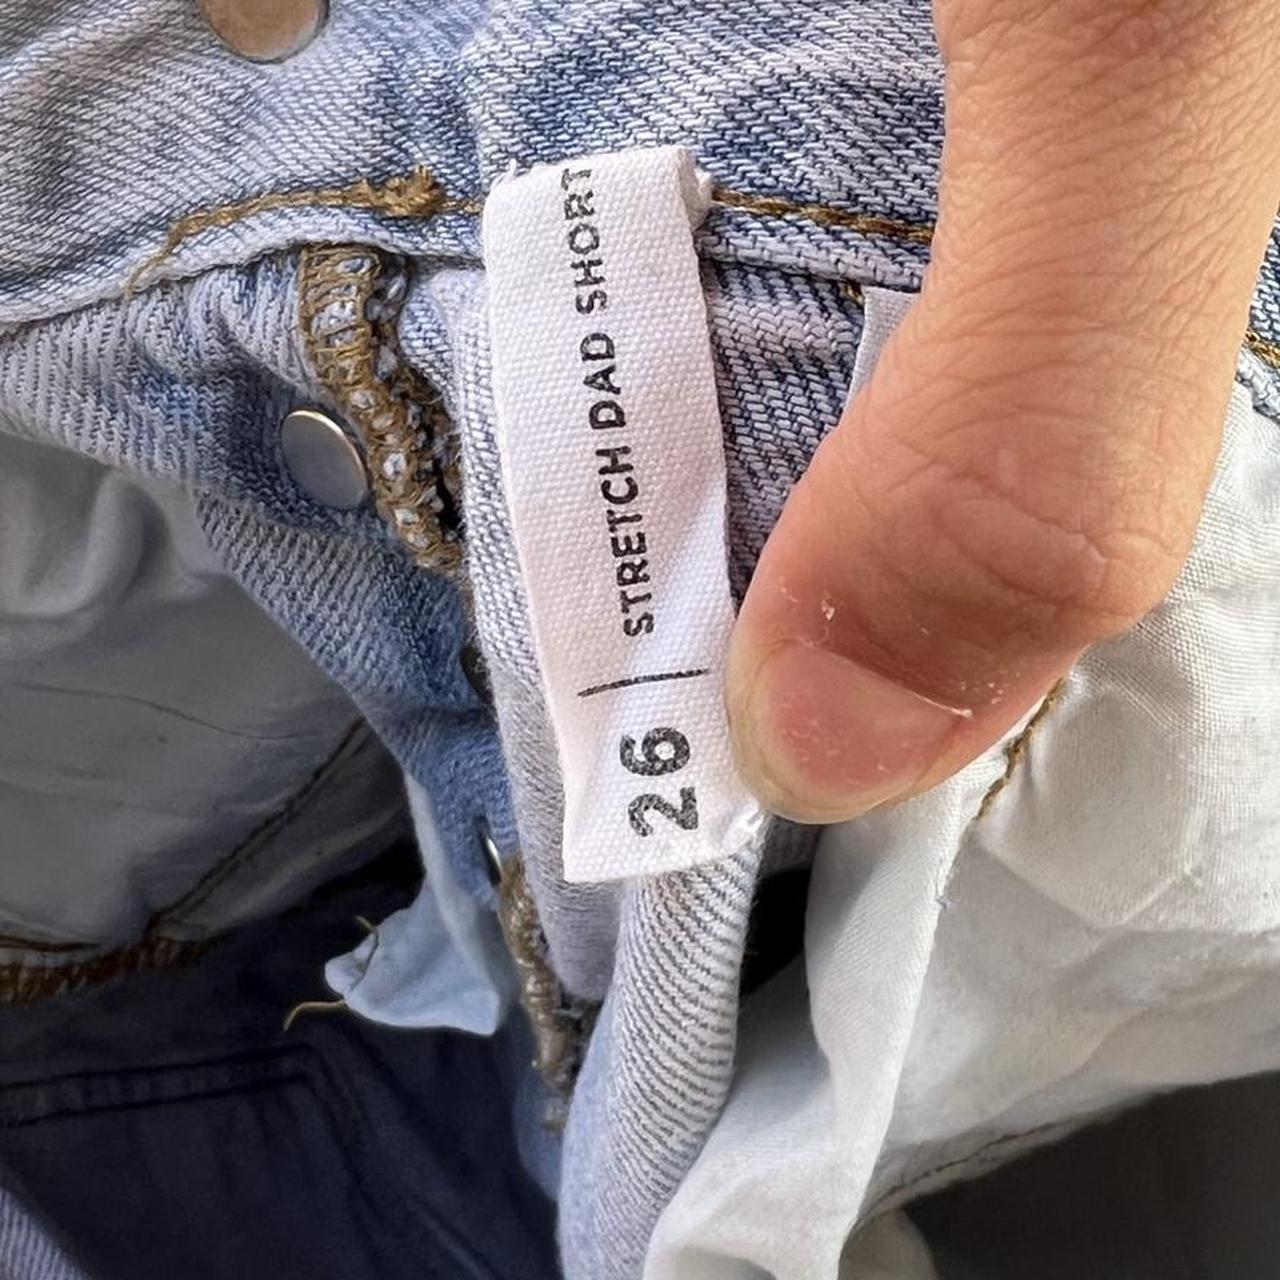 26 | STRETCH DAD SHORT